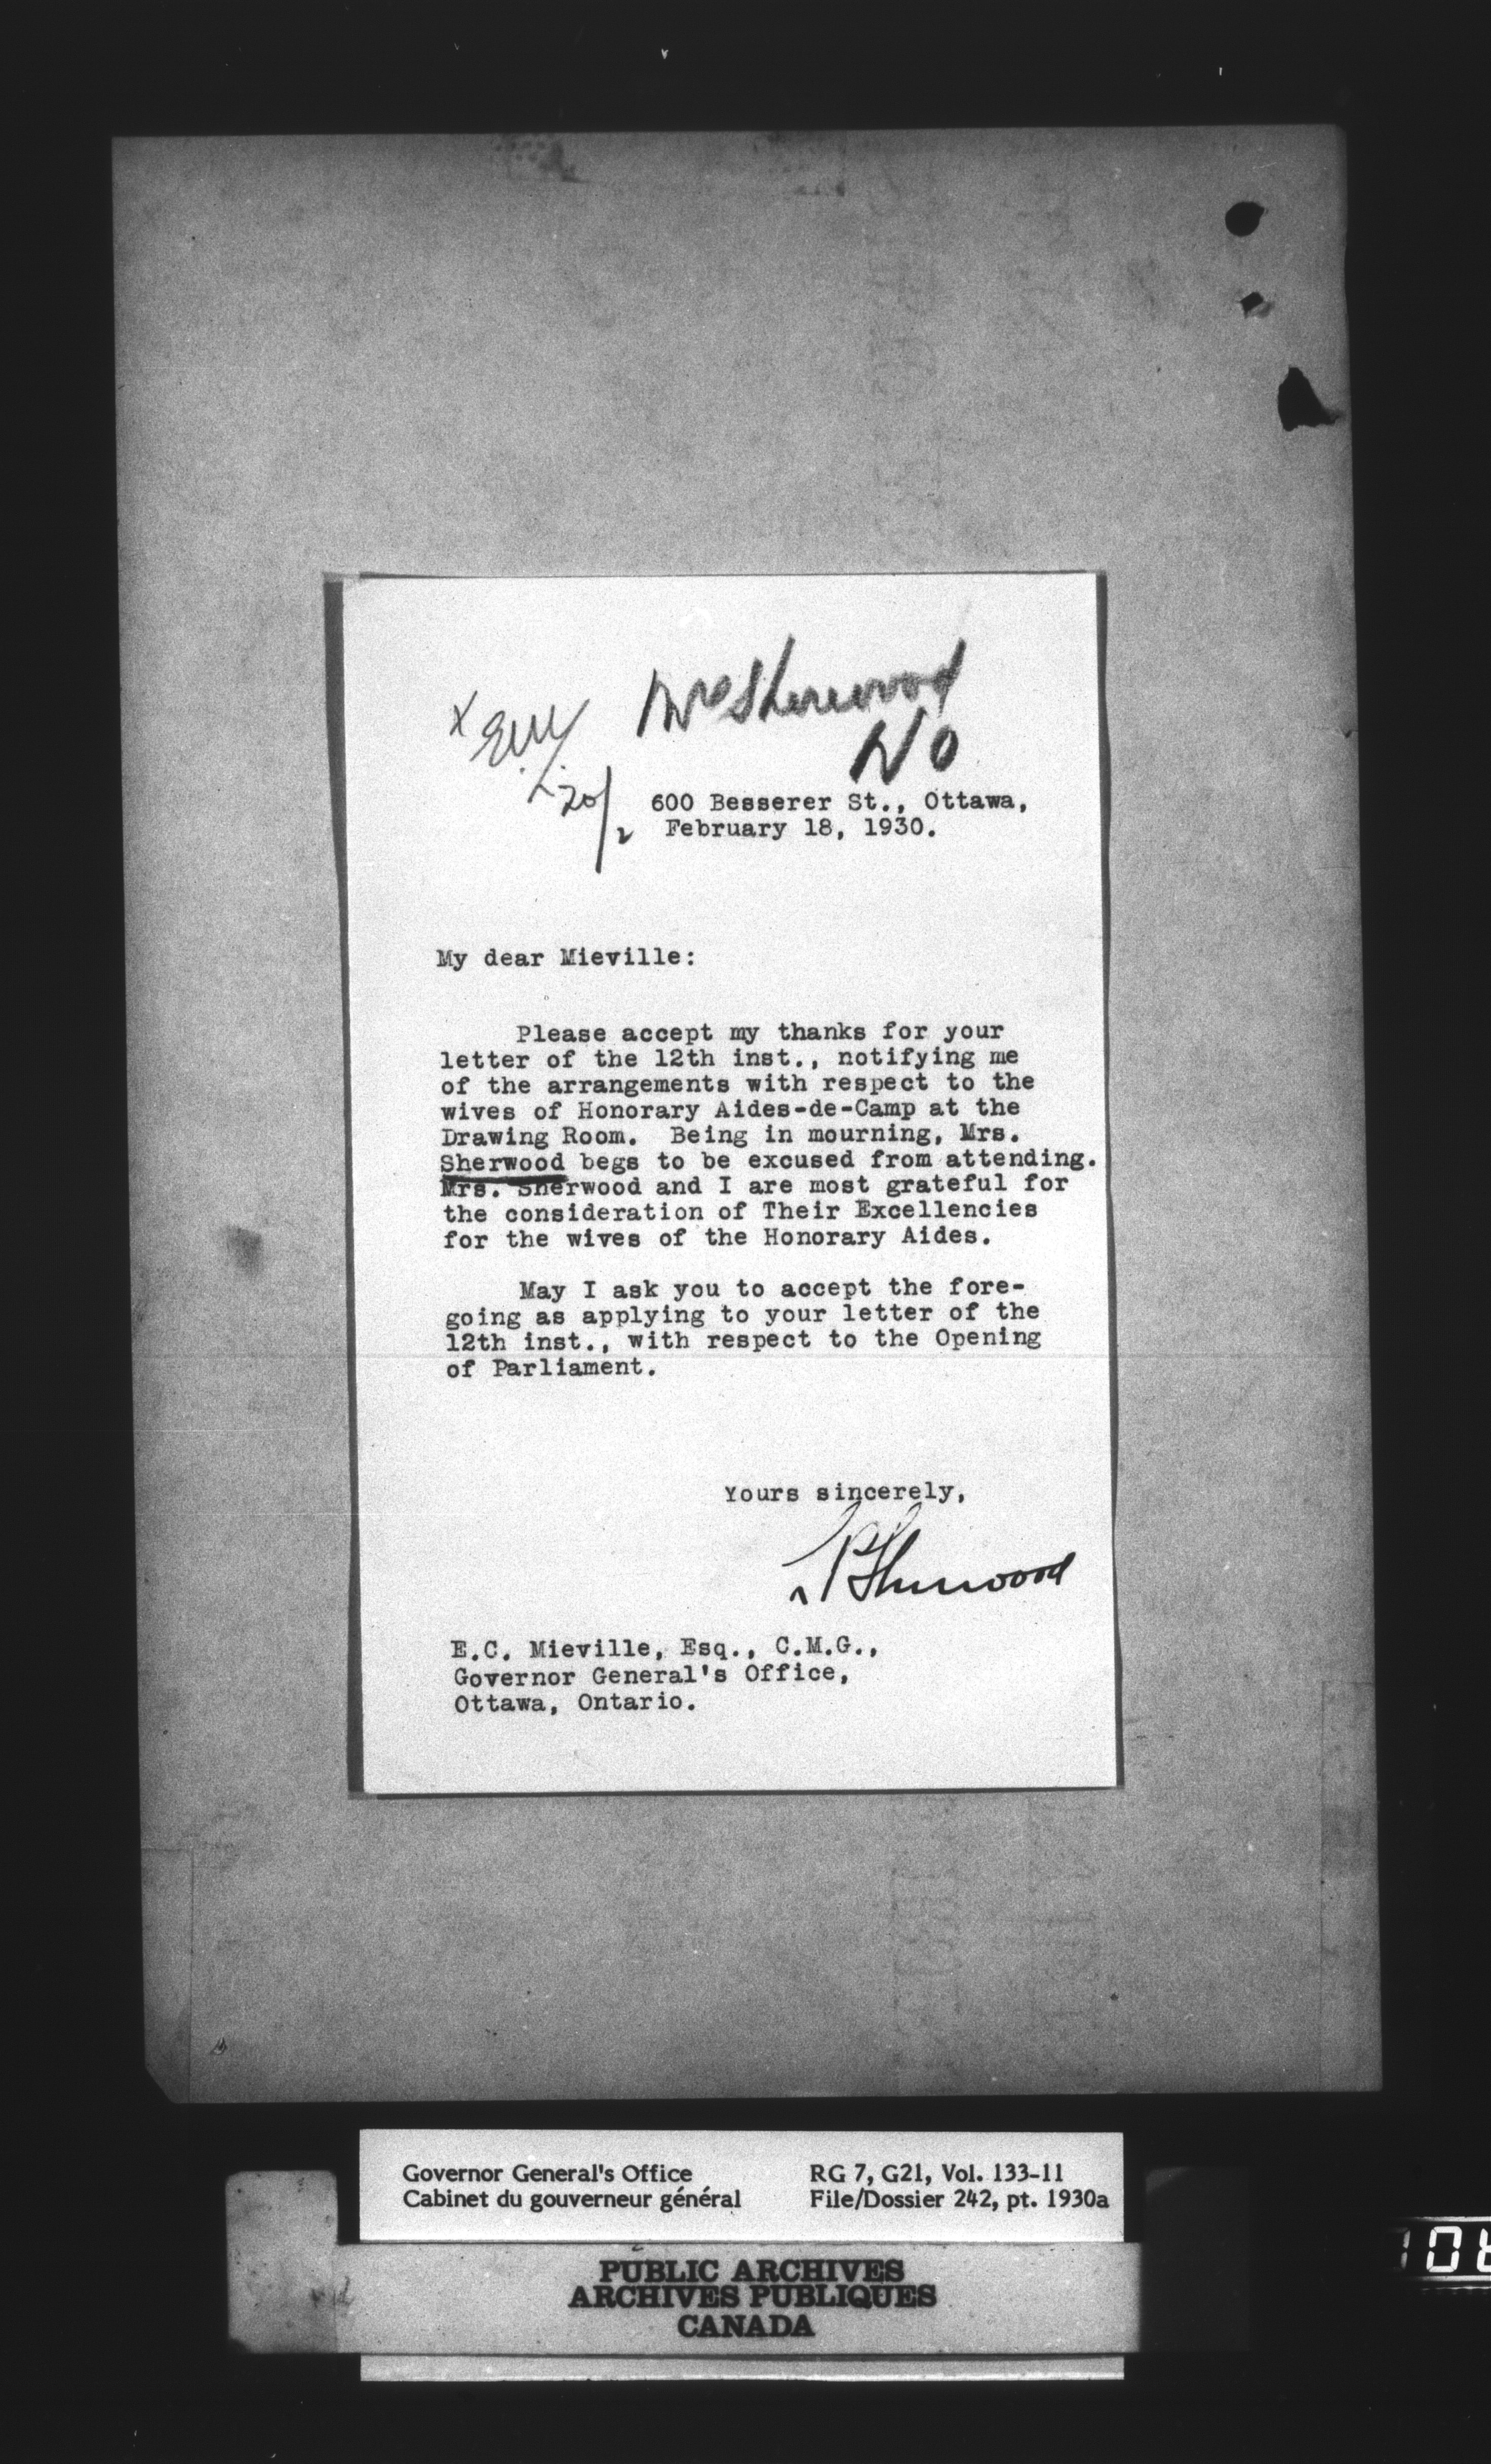 Mrs Sherwood
No
20/2
600 Besserer St., Ottawa,
February 18, 1930.
My dear Mieville:
Please accept my thanks for your
letter of the 12th inst., notifying me
of the arrangements with respect to the
wives of Honorary Aides-de-Camp at the
Drawing Room. Being in mourning, Mrs.
Sherwood begs to be excused from attending.
Mrs. Sherwood and I are most grateful for
the consideration of Their Excellencies
for the wives of the Honorary Aides.
May I ask you to accept the fore-
going as applying to your letter of the
12th inst., with respect to the Opening
of Parliament.
Yours sincerely,
Sherwood
E.C. Mieville, Esq., C.M.G.,
Governor General's Office,
Ottawa, Ontario.
Governor General's Office RG 7, G21, Vol. 133-11
Cabinet du gouverneur général File/Dossier 242, pt. 1930a
PUBLIC ARCHIVES
ARCHIVES PUBLIQUES
CANADA